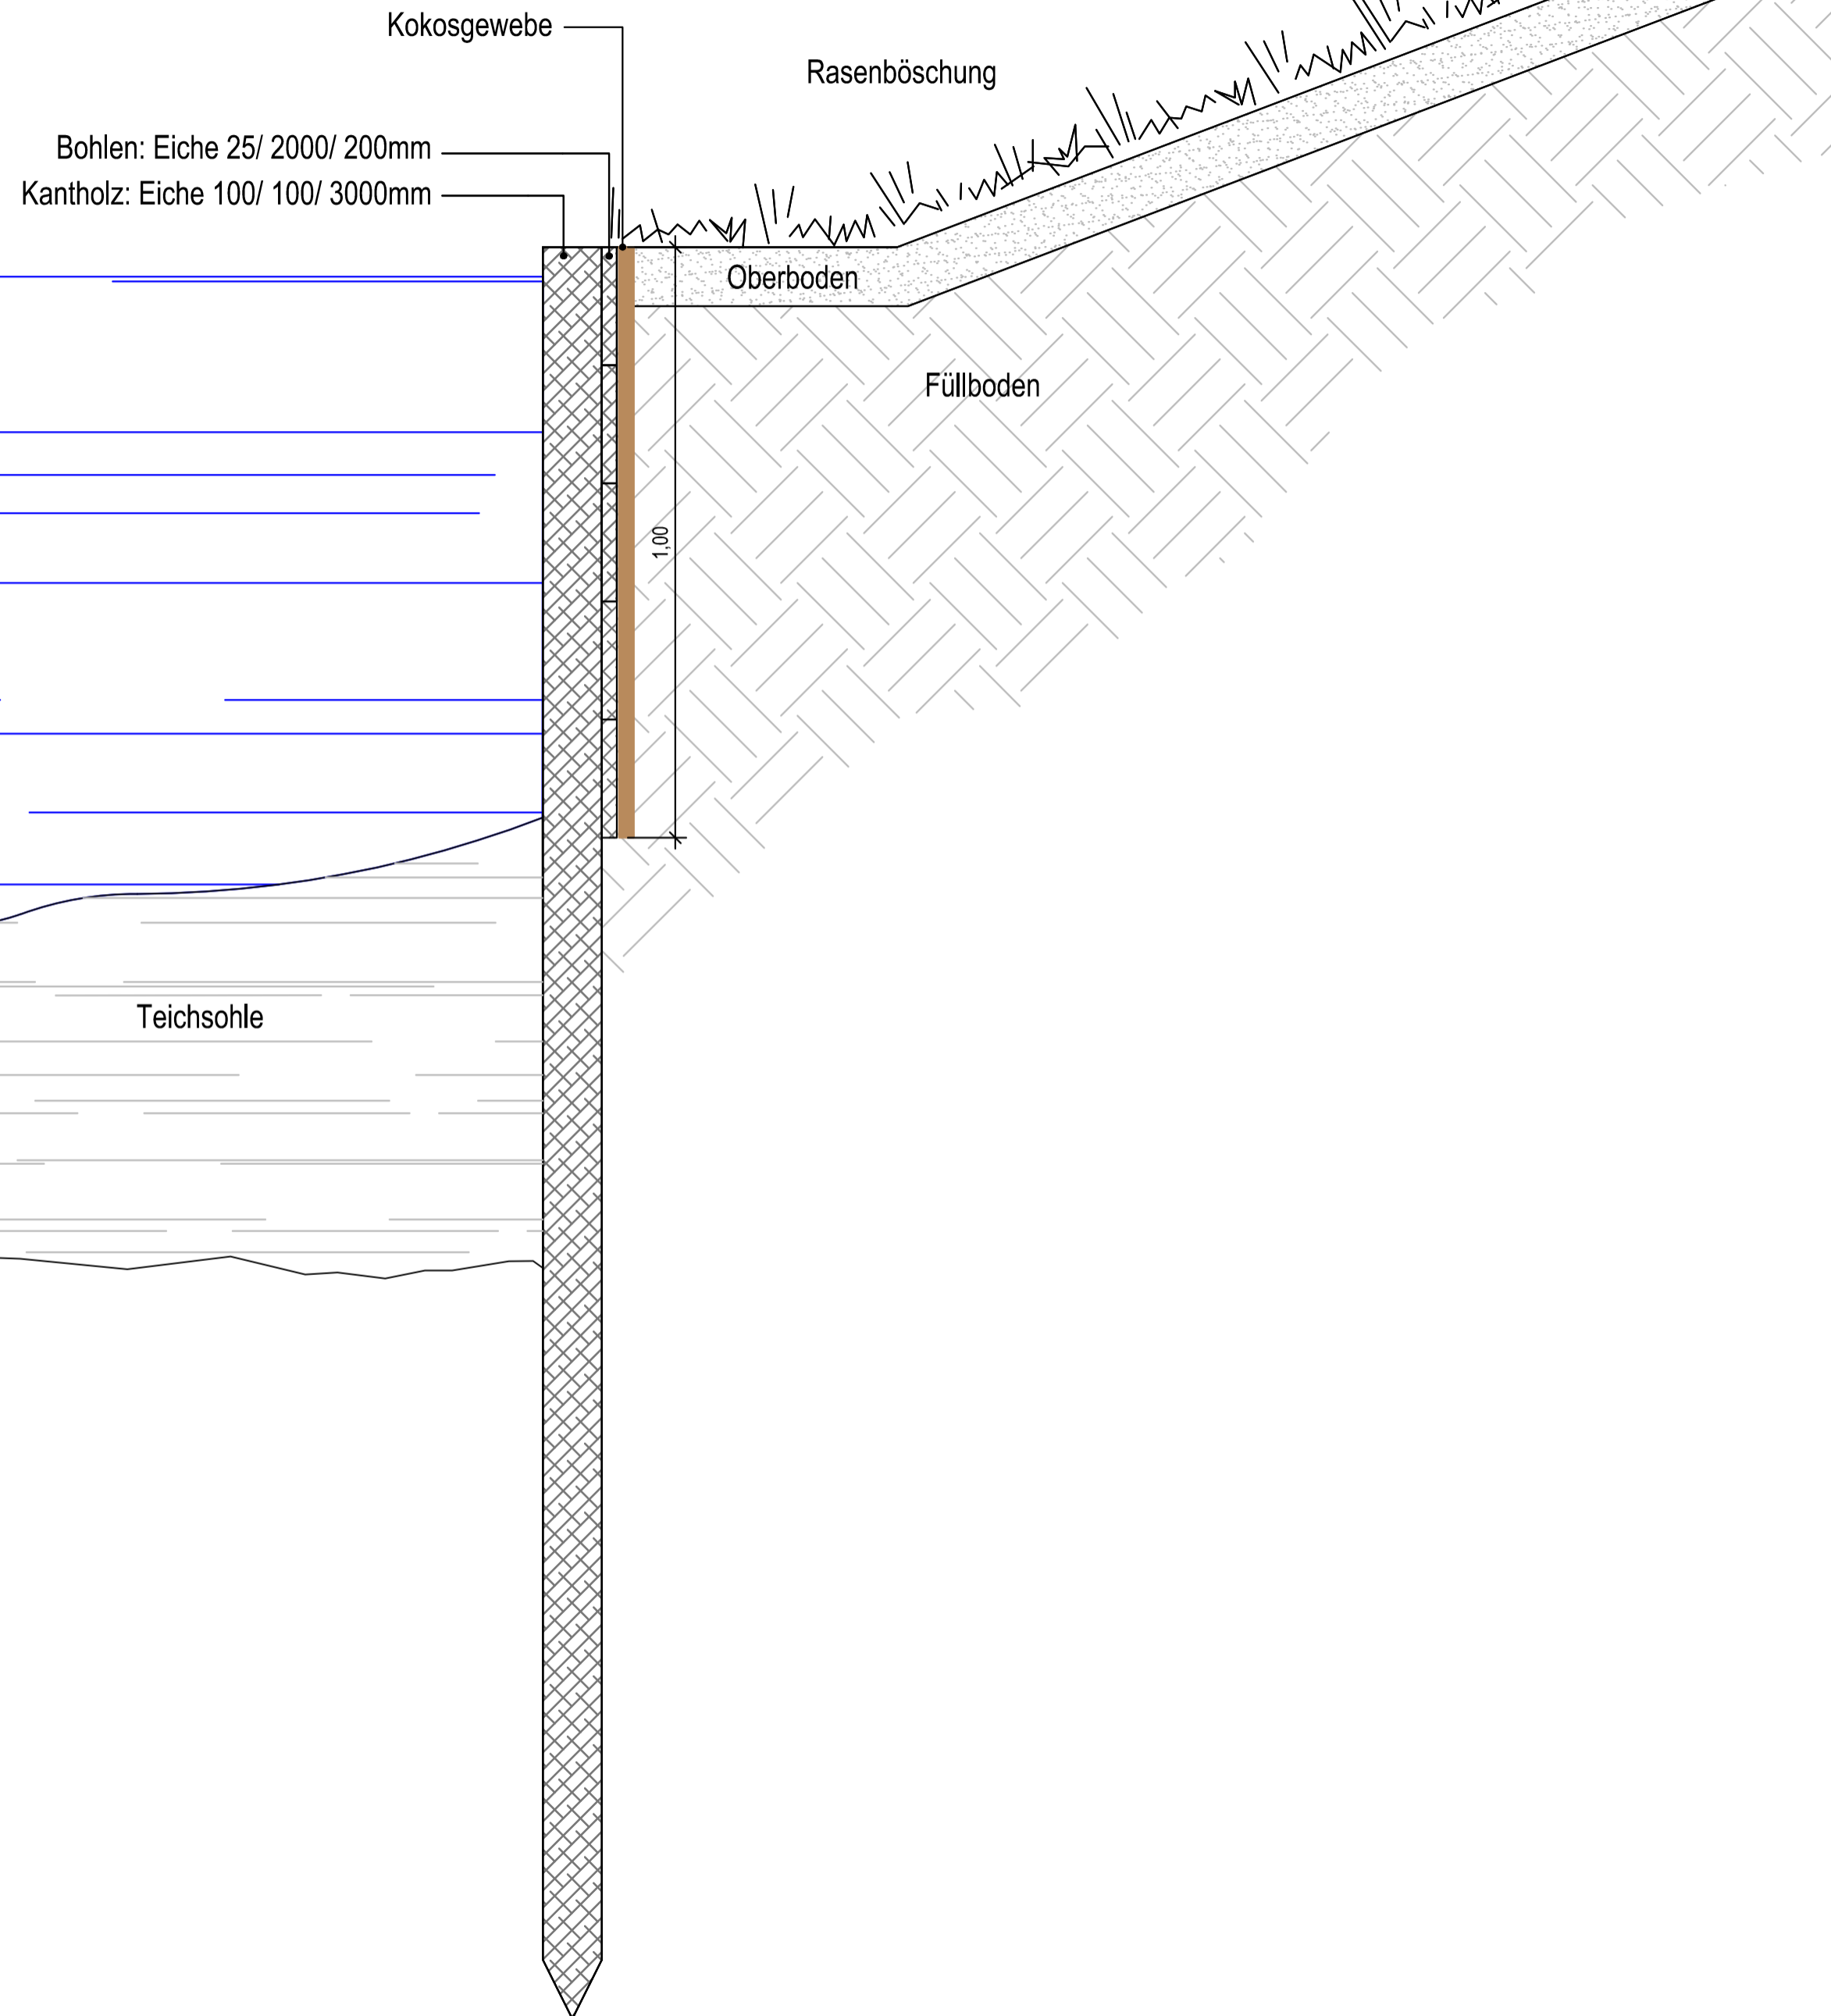 Kokosgewebe
Rasenböschung
Bohlen: Eiche 25/ 2000/ 200mm
Kantholz: Eiche 100/ 100/ 3000mm
Oberboden
Füllboden
1,00
Teichsohle